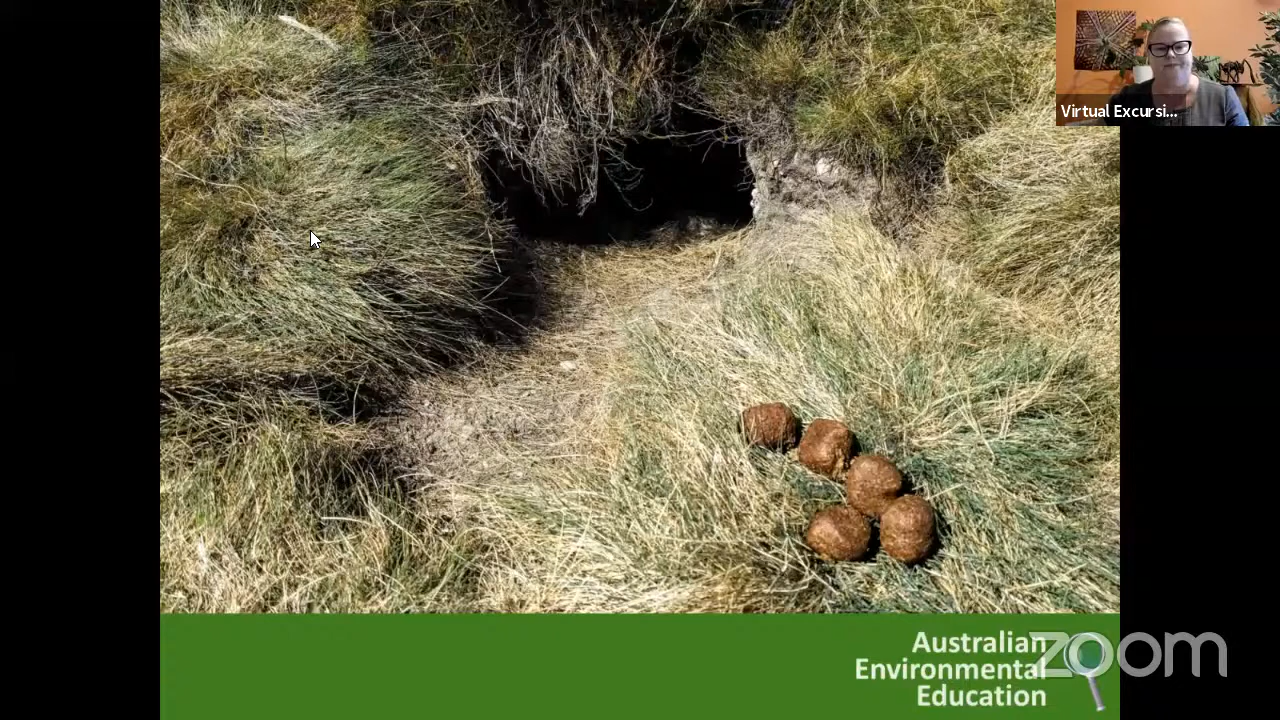 Virtual Excursi...
Australian
Environmental
Education
zoom